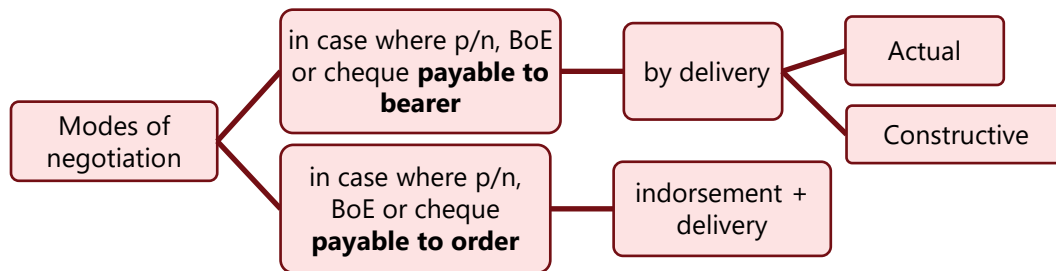 Modes of
negotiation
in case where p/n, BoE
or cheque payable to
bearer
by delivery
Actual
Constructive
in case where p/n,
BoE or cheque
payable to order
indorsement +
delivery